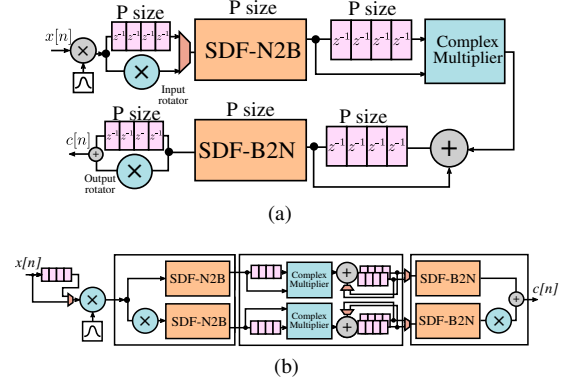 P size
P size
P size
x[n]
z⁻¹ z⁻¹ z⁻¹ z⁻¹
SDF-N2B
z⁻¹ z⁻¹ z⁻¹ z⁻¹
Complex
Multiplier
Input
rotator
P size
P size
P size
c[n]
z⁻¹ z⁻¹ z⁻¹ z⁻¹
SDF-B2N
z⁻¹ z⁻¹ z⁻¹ z⁻¹
Output
rotator
(a)
x[n]
SDF-N2B
Complex
Multiplier
SDF-B2N
c[n]
SDF-N2B
Complex
Multiplier
SDF-B2N
(b)